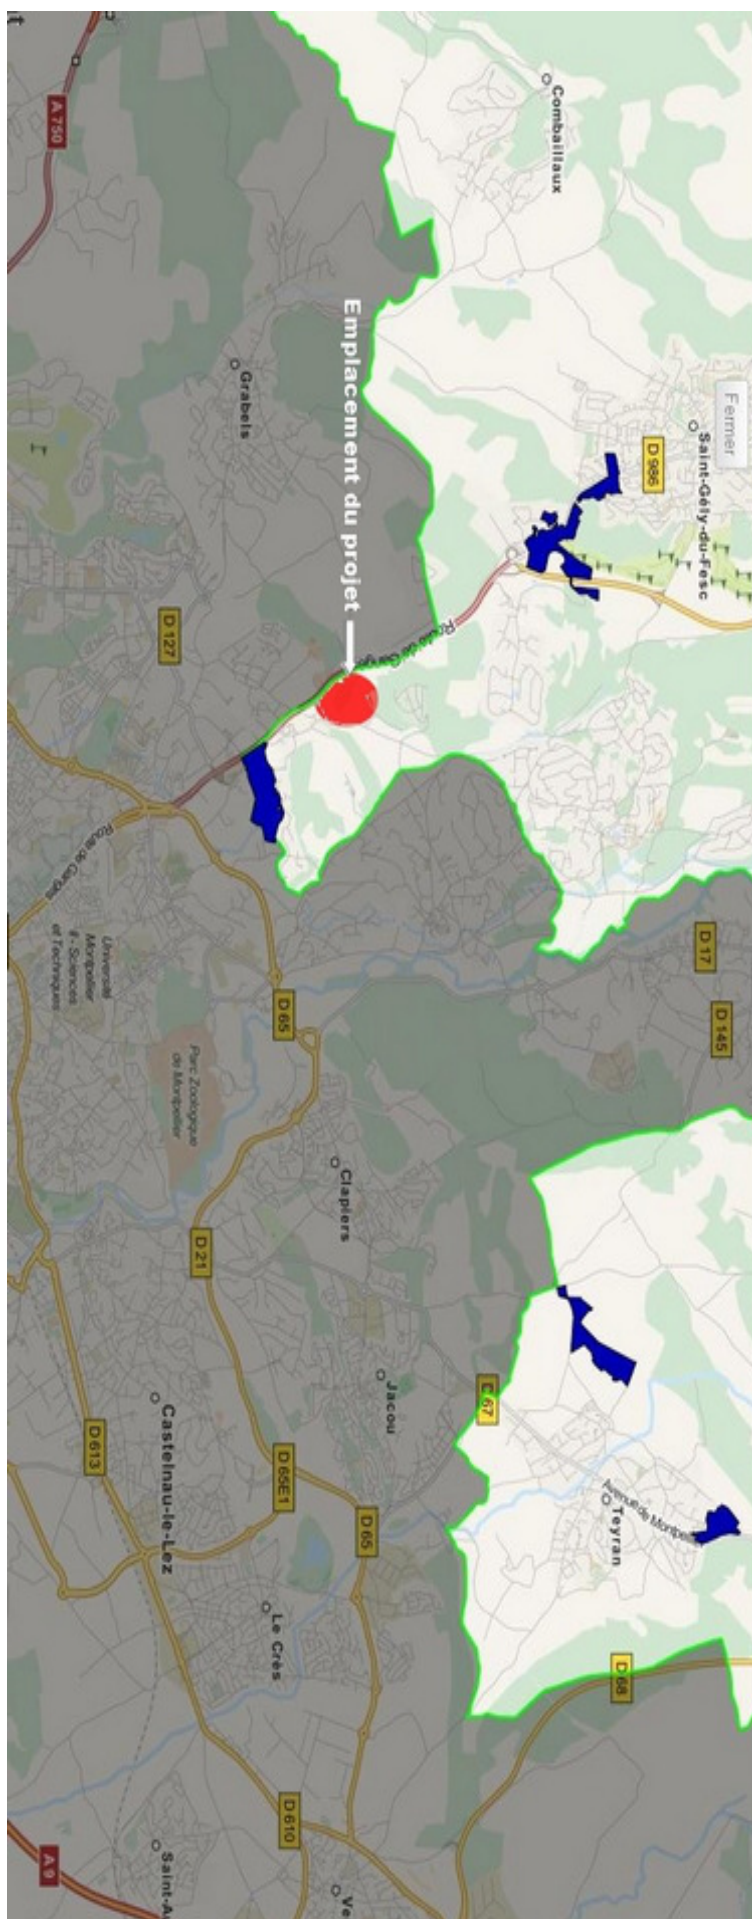 Fermer
Combaillaux
Saint-Gély-du-Fesc
D 986
A 750
Grabels
Emplacement du projet
Route de Ganges
D 127
Route de Ganges
Université
Montpellier
II - Sciences
et Techniques
Parc Zoologique
de Montpellier
D 65
D 17
D 145
Clapiers
D 21
Jacou
D 67
Castelnau-le-Lez
D 613
D 65E1
D 65
Avenue de Montpellier
Teyran
Le Crès
D 68
D 610
A 9
Saint-A
Ve